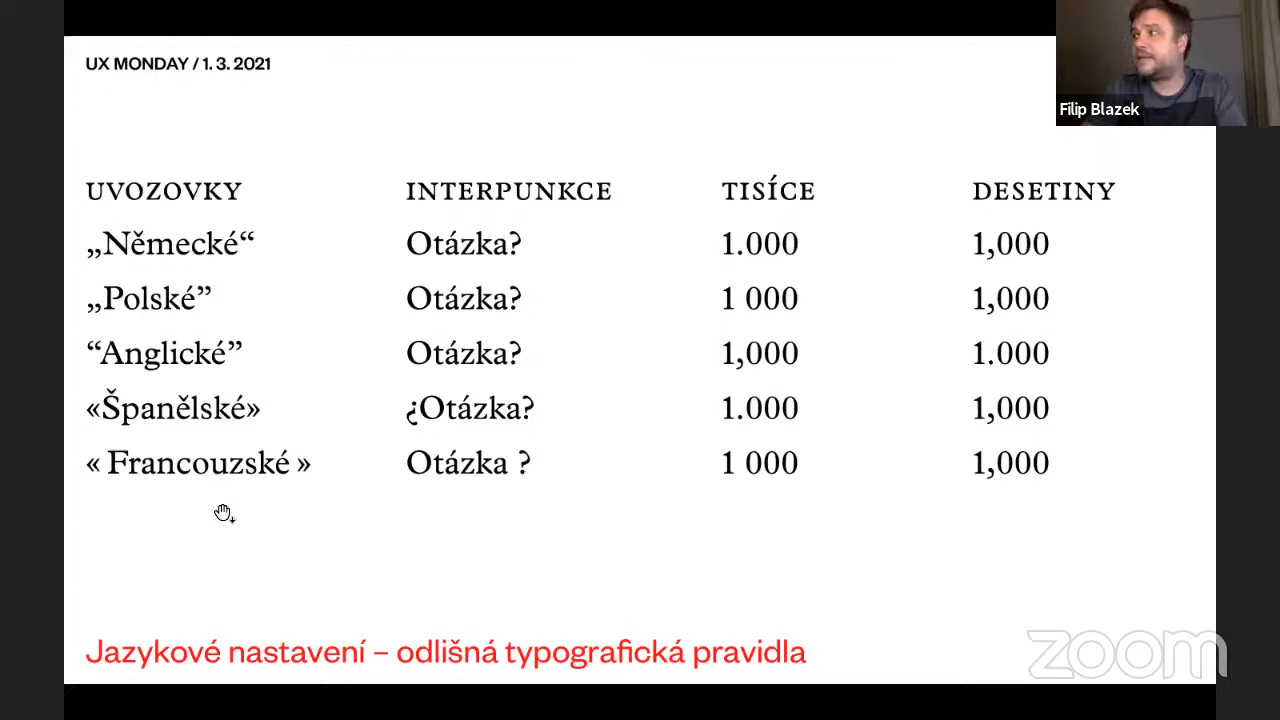 UX MONDAY / 1. 3. 2021
Filip Blazek
UVOZOVKY INTERPUNKCE TISÍCE DESETINY
„Německé“ Otázka? 1.000 1,000
„Polské” Otázka? 1 000 1,000
“Anglické” Otázka? 1,000 1.000
«Španělské» ¿Otázka? 1.000 1,000
« Francouzské » Otázka ? 1 000 1,000
Jazykové nastavení – odlišná typografická pravidla
zoom